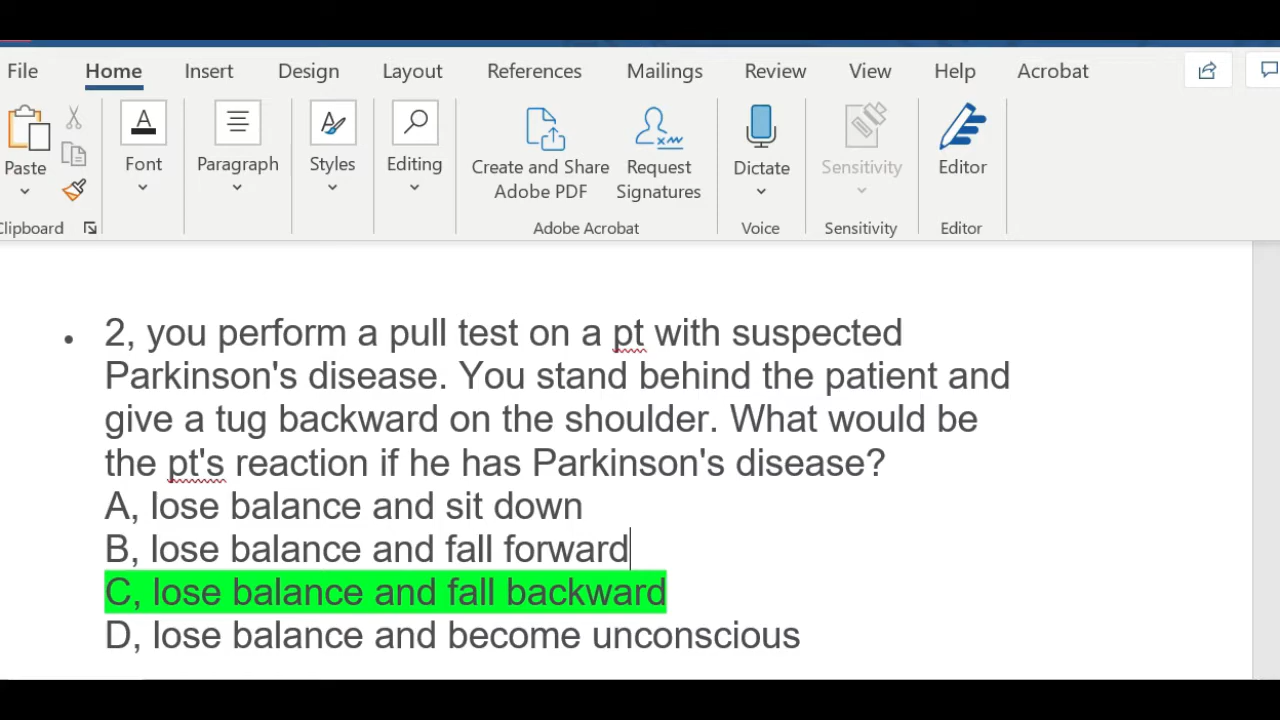 File Home Insert Design Layout References Mailings Review View Help Acrobat
Paste Font Paragraph Styles Editing Create and Share Adobe PDF Request Signatures Dictate Sensitivity Editor
Clipboard Adobe Acrobat Voice Sensitivity Editor
• 2, you perform a pull test on a pt with suspected
Parkinson's disease. You stand behind the patient and
give a tug backward on the shoulder. What would be
the pt's reaction if he has Parkinson's disease?
A, lose balance and sit down
B, lose balance and fall forward
C, lose balance and fall backward
D, lose balance and become unconscious